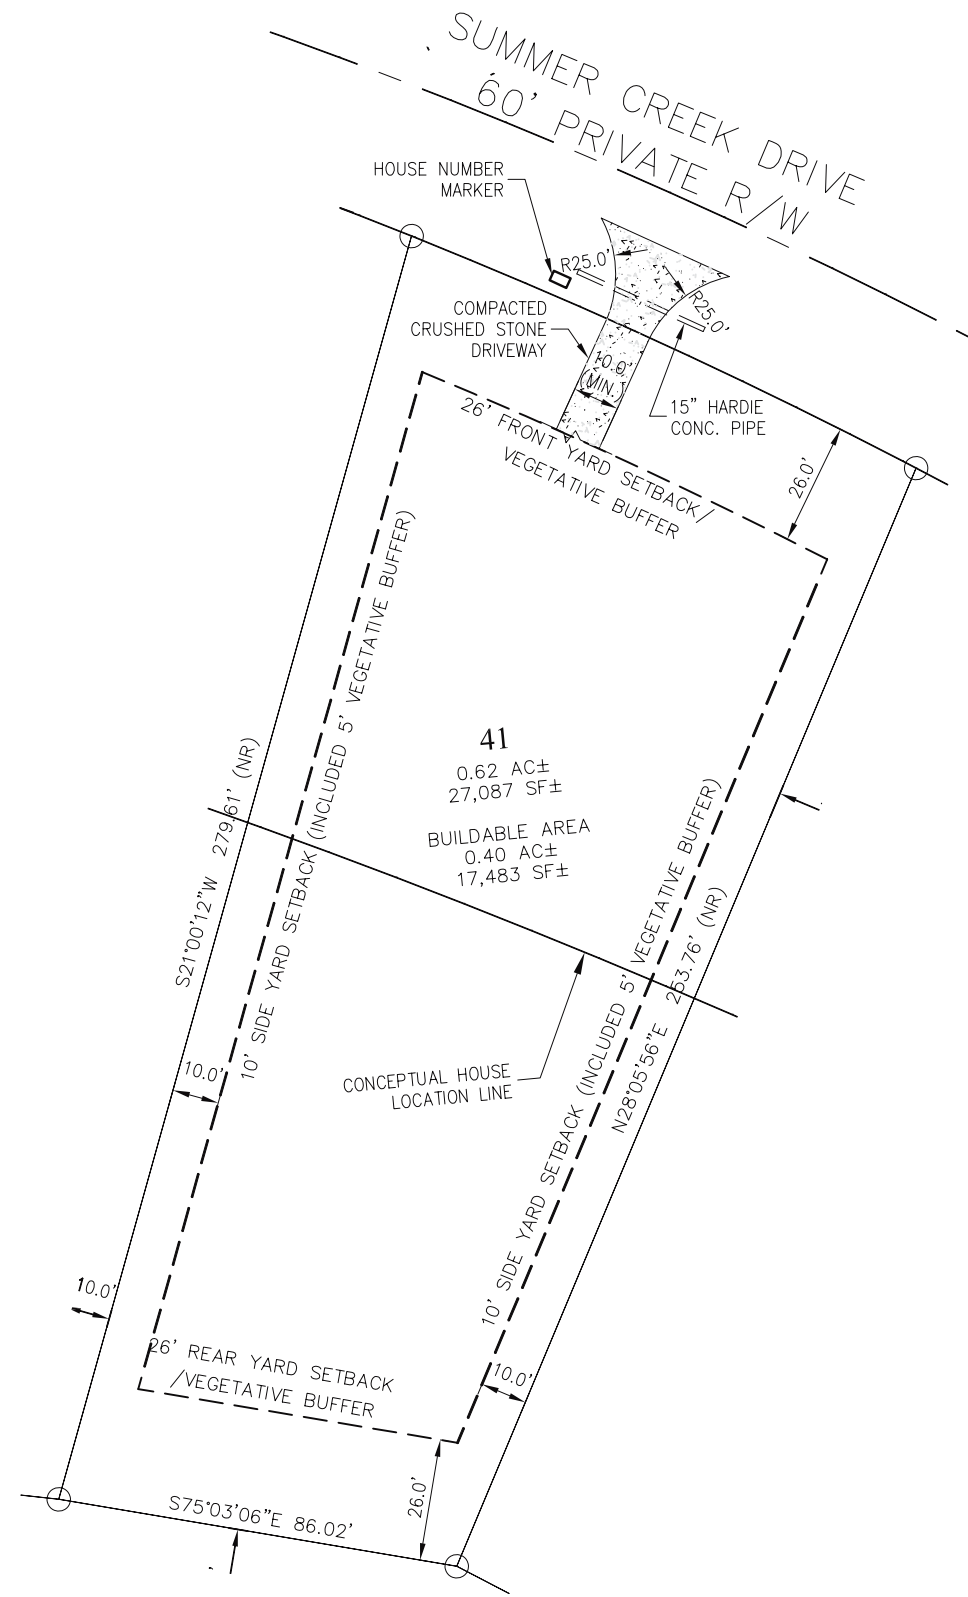 SUMMER CREEK DRIVE
60' PRIVATE R/W
HOUSE NUMBER
MARKER
R25.0'
R25.0'
COMPACTED
CRUSHED STONE
DRIVEWAY
10.0'
(MIN.)
15" HARDIE
CONC. PIPE
26' FRONT YARD SETBACK/
VEGETATIVE BUFFER
26.0'
10' SIDE YARD SETBACK (INCLUDED 5' VEGETATIVE BUFFER)
S21°00'12"W 279.61' (NR)
41
0.62 AC±
27,087 SF±
BUILDABLE AREA
0.40 AC±
17,483 SF±
10' SIDE YARD SETBACK (INCLUDED 5' VEGETATIVE BUFFER)
N28°05'56"E 253.76' (NR)
CONCEPTUAL HOUSE
LOCATION LINE
10.0'
10.0'
26' REAR YARD SETBACK
/VEGETATIVE BUFFER
10.0'
26.0'
S75°03'06"E 86.02'